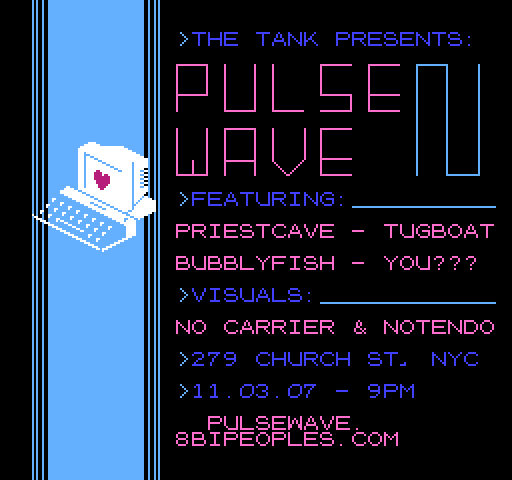 >THE TANK PRESENTS:
PULSE
WAVE
>FEATURING:
PRIESTCAVE - TUGBOAT
BUBBLYFISH - YOU???
>VISUALS:
NO CARRIER & NOTENDO
>279 CHURCH ST. NYC
>11.03.07 - 9PM
PULSEWAVE.
8BIPEOPLES.COM